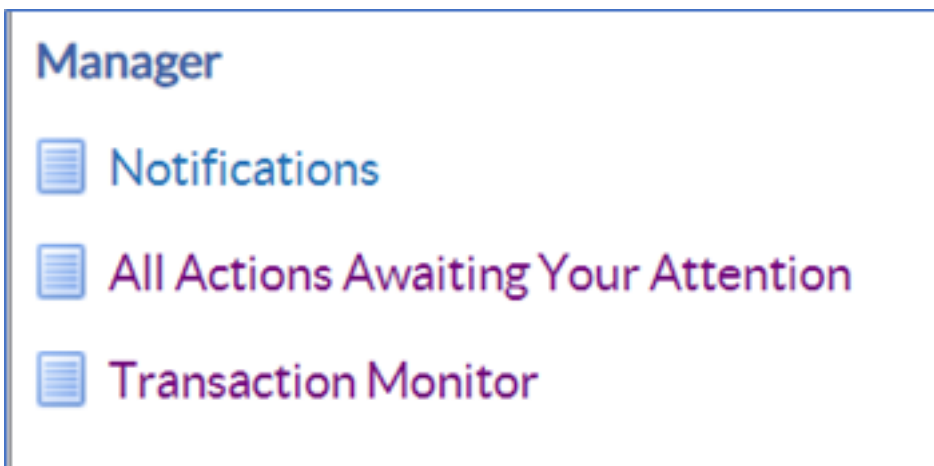 Manager
Notifications
All Actions Awaiting Your Attention
Transaction Monitor